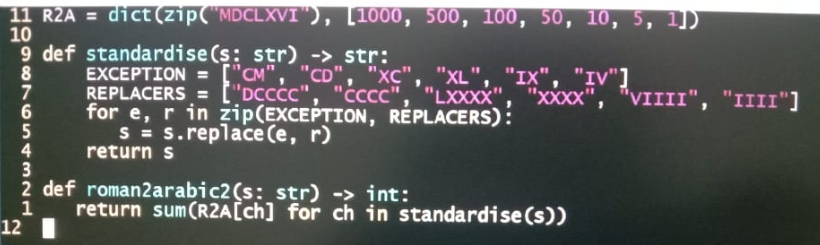 11 R2A = dict(zip("MDCLXVI"), [1000, 500, 100, 50, 10, 5, 1])
10
9 def standardise(s: str) -> str:
8     EXCEPTION = ["CM", "CD", "XC", "XL", "IX", "IV"]
7     REPLACERS = ["DCCCC", "CCCC", "LXXXX", "XXXX", "VIIII", "IIII"]
6     for e, r in zip(EXCEPTION, REPLACERS):
5         s = s.replace(e, r)
4     return s
3
2 def roman2arabic2(s: str) -> int:
1     return sum(R2A[ch] for ch in standardise(s))
12